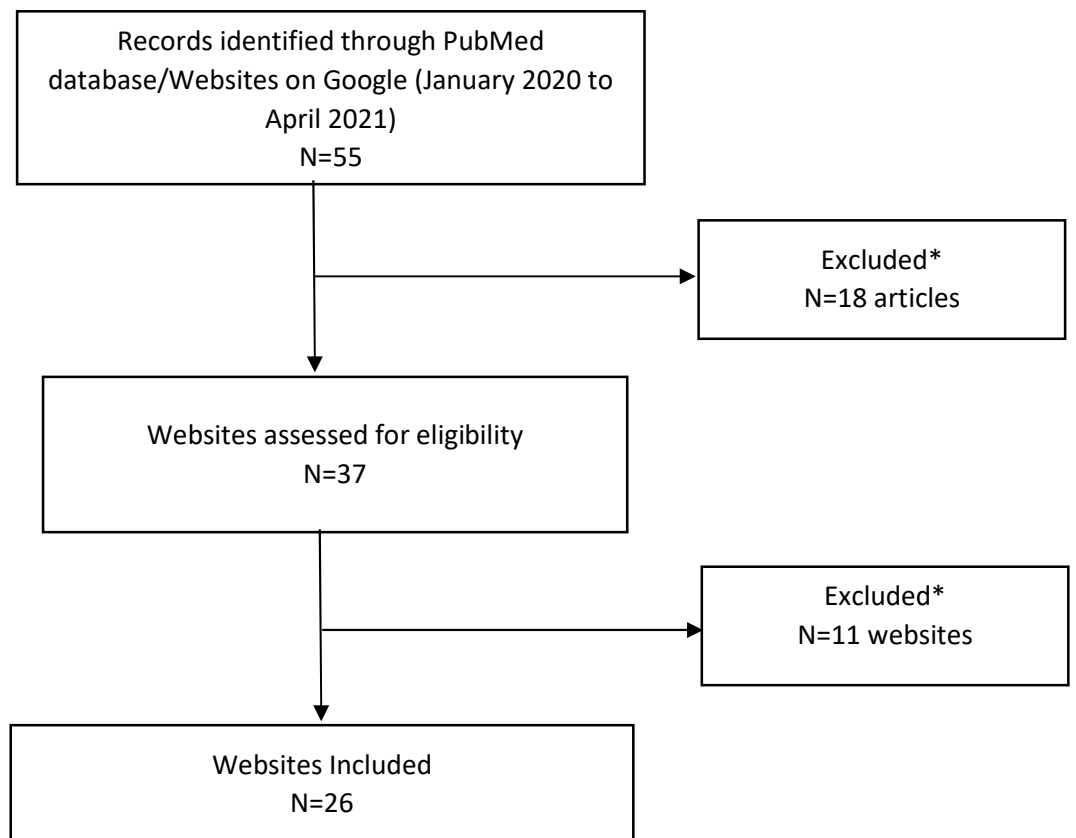 Records identified through PubMed
database/Websites on Google (January 2020 to
April 2021)
N=55
Excluded*
N=18 articles
Websites assessed for eligibility
N=37
Excluded*
N=11 websites
Websites Included
N=26